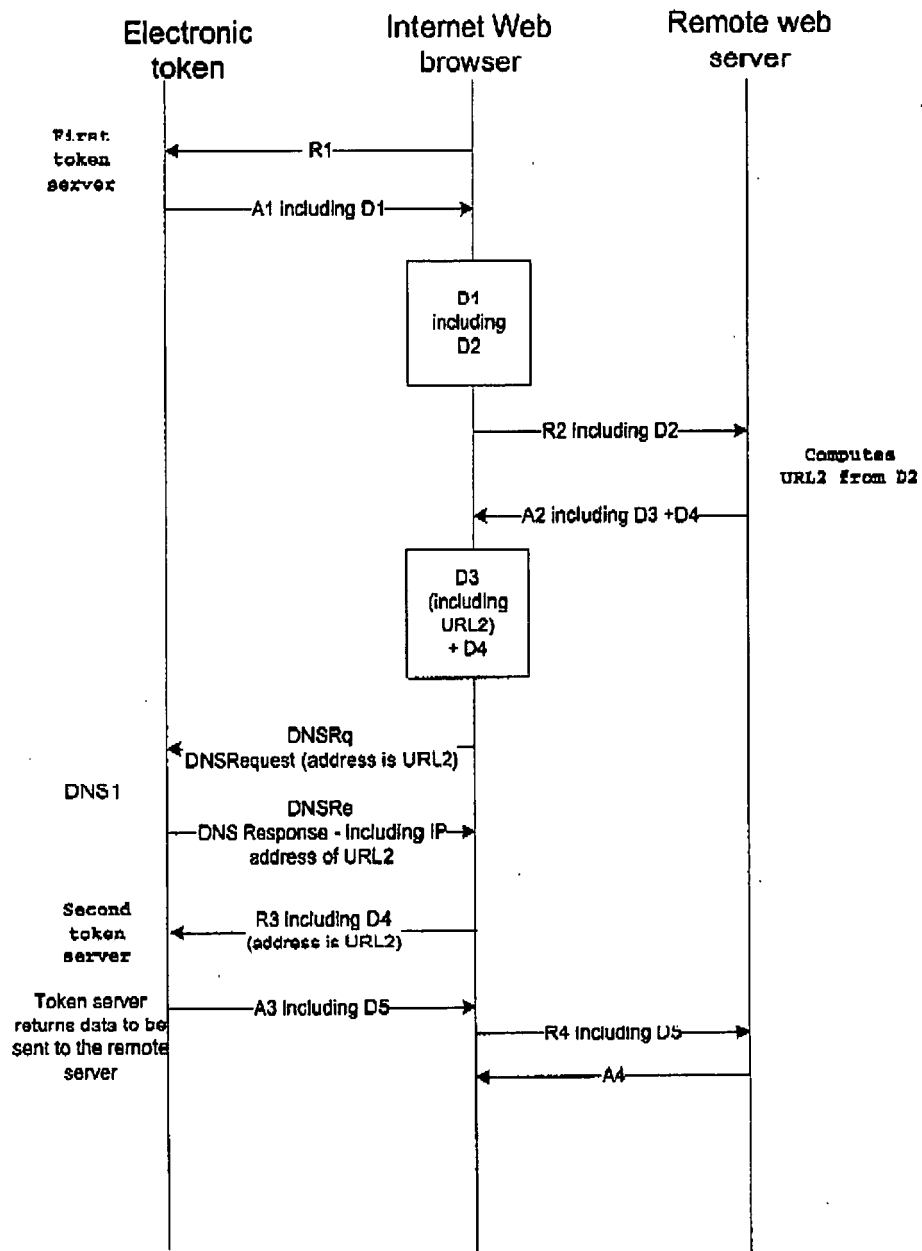 Electronic
token
Internet Web
browser
Remote web
server
First
token
server
R1
A1 including D1
D1
including
D2
R2 including D2
Computes
URL2 from D2
A2 including D3 +D4
D3
(including
URL2)
+ D4
DNSRq
DNSRequest (address is URL2)
DNS1
DNSRe
DNS Response - including IP
address of URL2
Second
token
server
R3 including D4
(address is URL2)
Token server
returns data to be
sent to the remote
server
A3 including D5
R4 including D5
A4